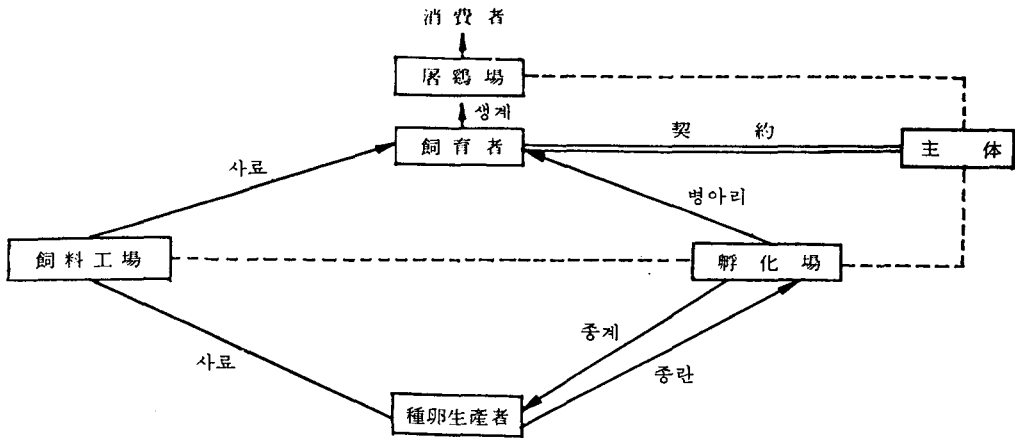 消費者
屠鷄場
생계
契約
飼育者
主体
사료
병아리
飼料工場
孵化場
종계
사료
종란
種卵生産者